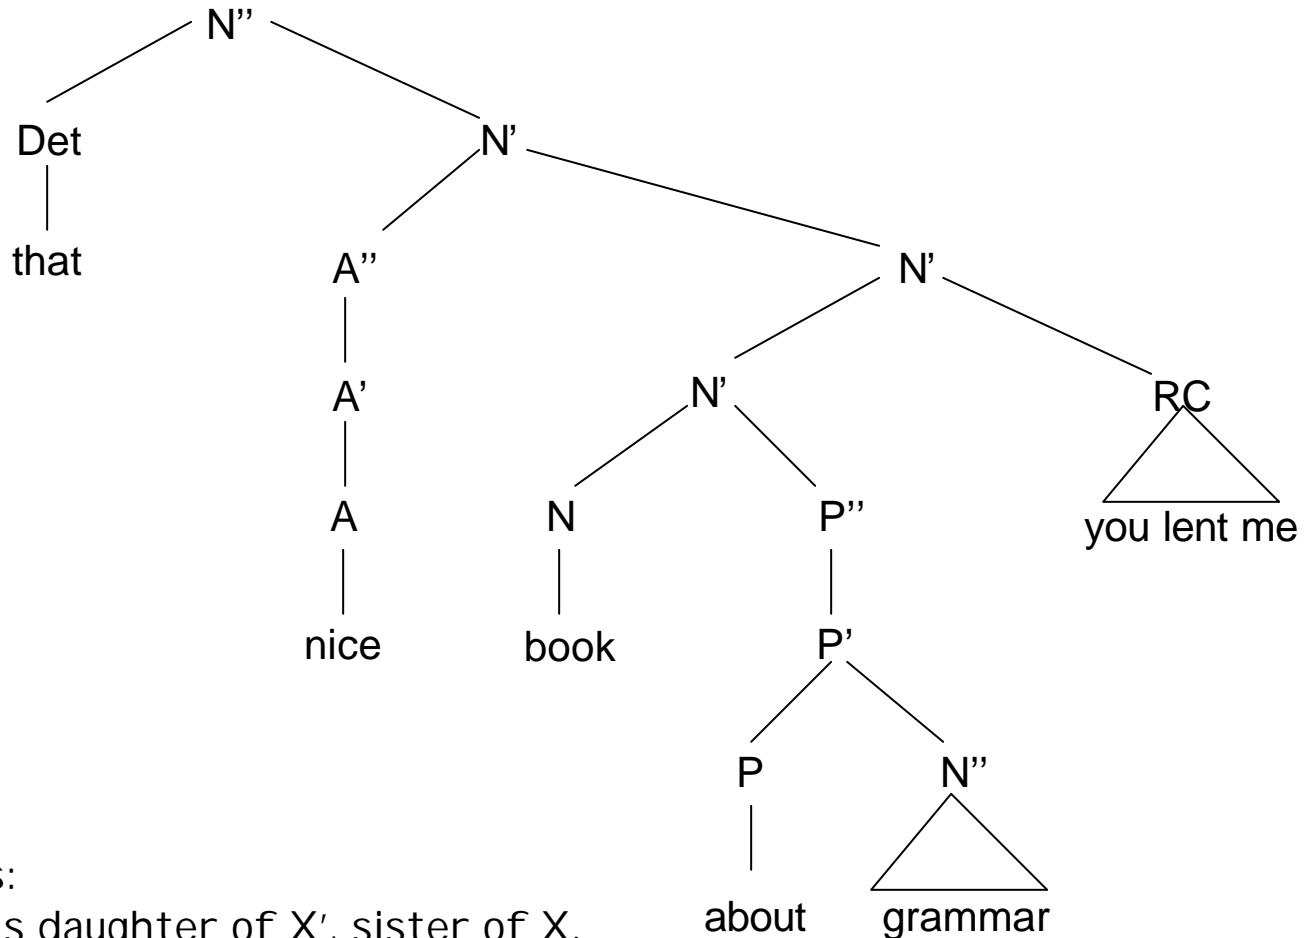 N’’
Det N’
that A’’ N’
A’ N’ RC
A N P’’ you lent me
nice book P’
P N’’
s:
about grammar
s daughter of X′, sister of X.